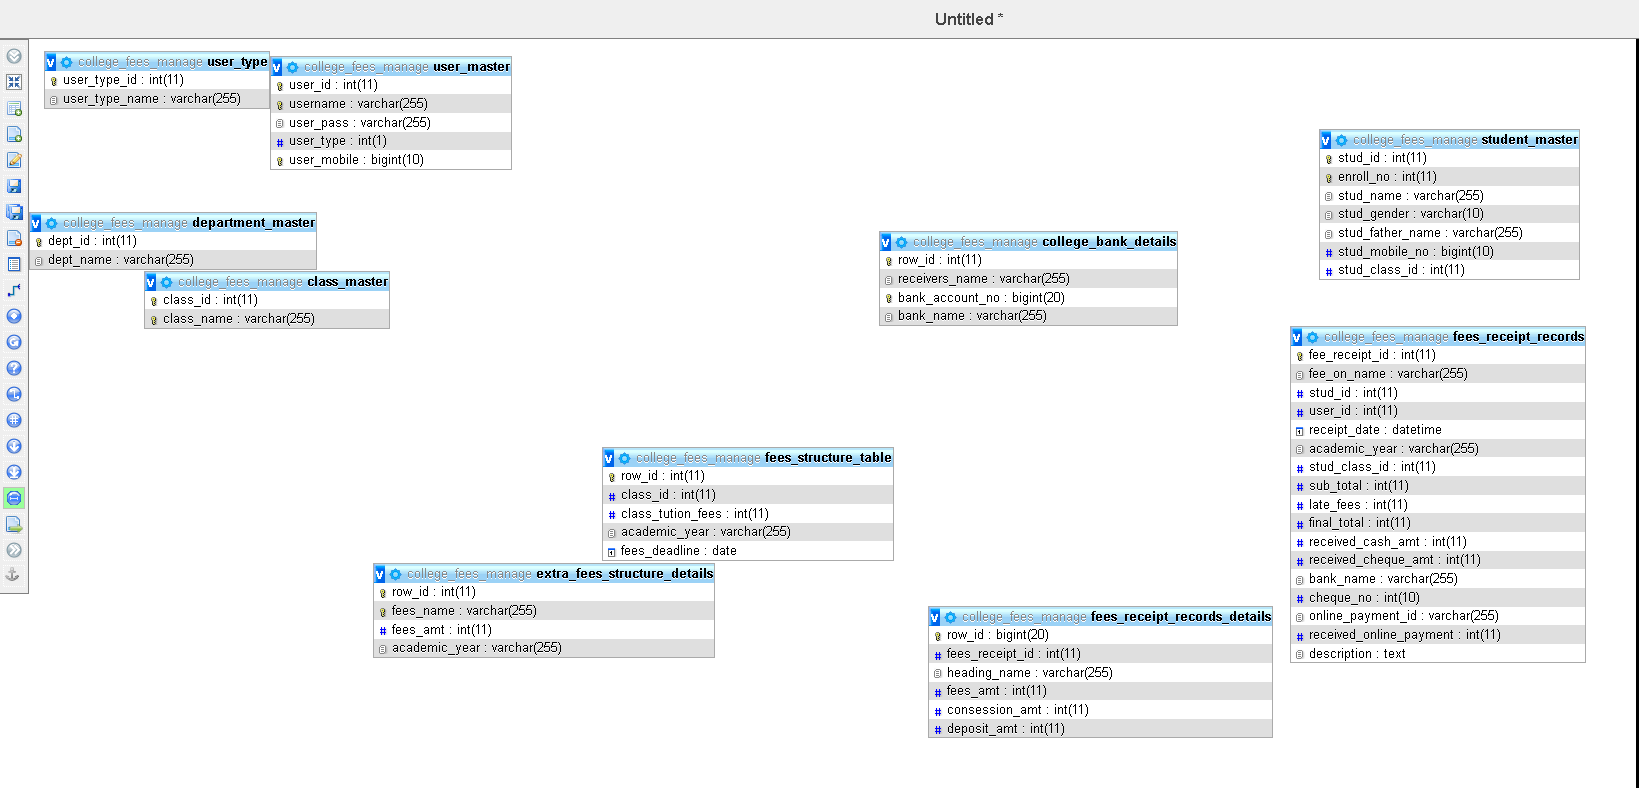 Untitled *
college_fees_manage user_type
user_type_id : int(11)
user_type_name : varchar(255)
college_fees_manage user_master
user_id : int(11)
username : varchar(255)
user_pass : varchar(255)
user_type : int(1)
user_mobile : bigint(10)
college_fees_manage student_master
stud_id : int(11)
enroll_no : int(11)
stud_name : varchar(255)
stud_gender : varchar(10)
stud_father_name : varchar(255)
stud_mobile_no : bigint(10)
stud_class_id : int(11)
college_fees_manage department_master
dept_id : int(11)
dept_name : varchar(255)
college_fees_manage class_master
class_id : int(11)
class_name : varchar(255)
college_fees_manage college_bank_details
row_id : int(11)
receivers_name : varchar(255)
bank_account_no : bigint(20)
bank_name : varchar(255)
college_fees_manage fees_receipt_records
fee_receipt_id : int(11)
fee_on_name : varchar(255)
stud_id : int(11)
user_id : int(11)
receipt_date : datetime
academic_year : varchar(255)
stud_class_id : int(11)
sub_total : int(11)
late_fees : int(11)
final_total : int(11)
received_cash_amt : int(11)
received_cheque_amt : int(11)
bank_name : varchar(255)
cheque_no : int(10)
online_payment_id : varchar(255)
received_online_payment : int(11)
description : text
college_fees_manage fees_structure_table
row_id : int(11)
class_id : int(11)
class_tution_fees : int(11)
academic_year : varchar(255)
fees_deadline : date
college_fees_manage extra_fees_structure_details
row_id : int(11)
fees_name : varchar(255)
fees_amt : int(11)
academic_year : varchar(255)
college_fees_manage fees_receipt_records_details
row_id : bigint(20)
fees_receipt_id : int(11)
heading_name : varchar(255)
fees_amt : int(11)
consession_amt : int(11)
deposit_amt : int(11)